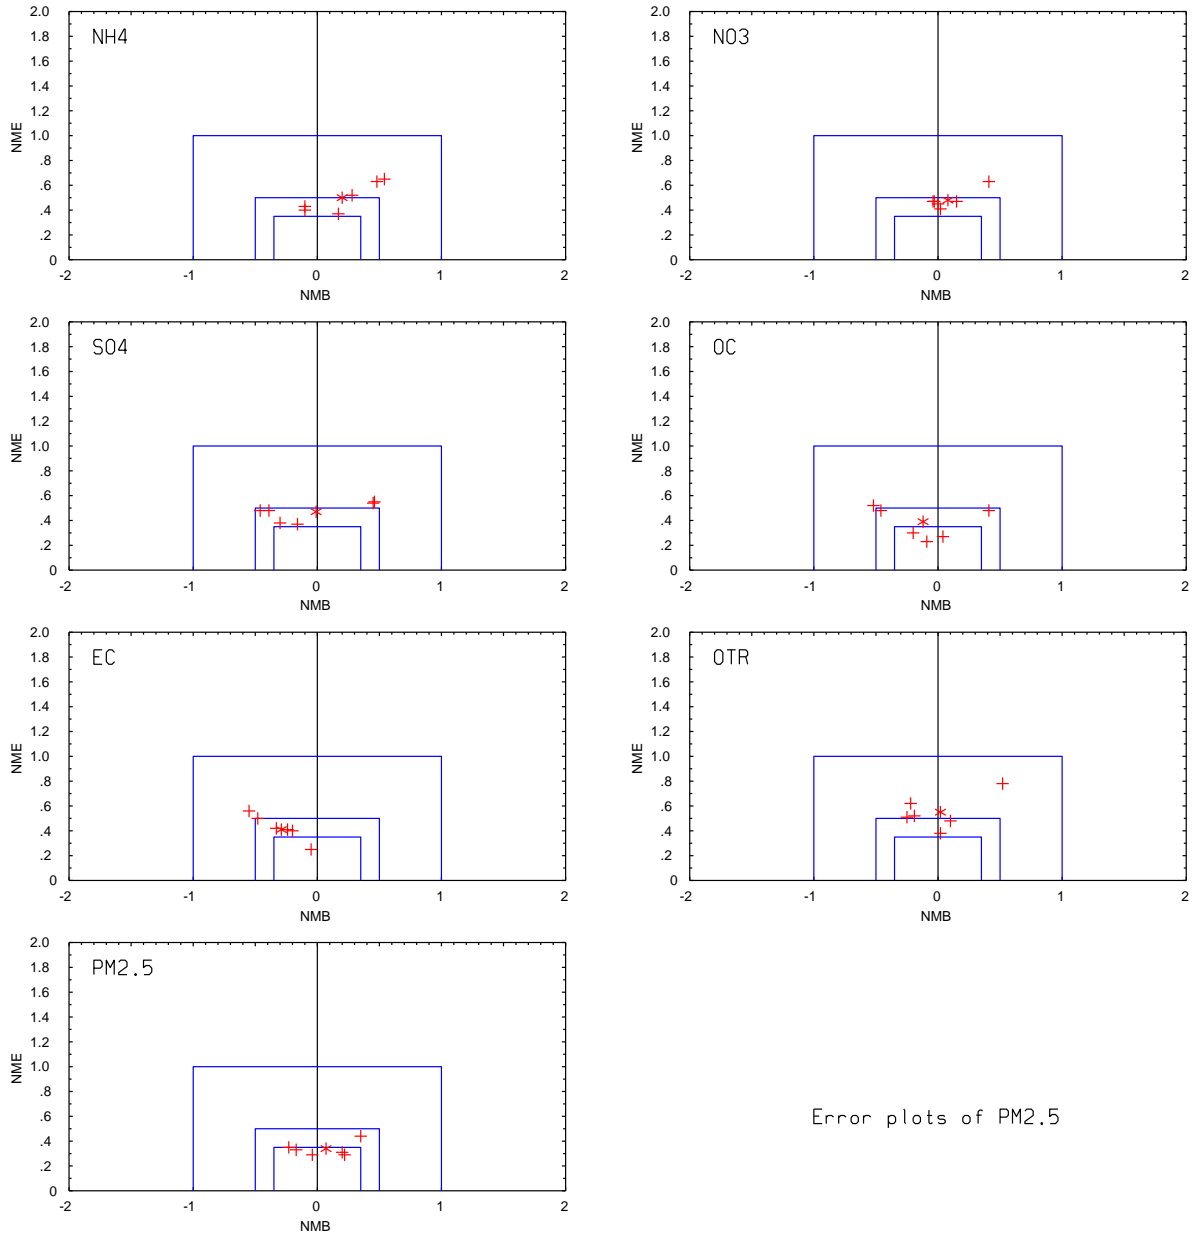 2.0 2.0
1.8 NH4 1.8 NO3
1.6 1.6
1.4 1.4
1.2 1.2
NME 1.0 NME 1.0
.8 .8
.6 .6
.4 .4
.2 .2
0 0
-2 -1 0 1 2 -2 -1 0 1 2
NMB NMB
2.0 2.0
1.8 SO4 1.8 OC
1.6 1.6
1.4 1.4
1.2 1.2
NME 1.0 NME 1.0
.8 .8
.6 .6
.4 .4
.2 .2
0 0
-2 -1 0 1 2 -2 -1 0 1 2
NMB NMB
2.0 2.0
1.8 EC 1.8 OTR
1.6 1.6
1.4 1.4
1.2 1.2
NME 1.0 NME 1.0
.8 .8
.6 .6
.4 .4
.2 .2
0 0
-2 -1 0 1 2 -2 -1 0 1 2
NMB NMB
2.0
1.8 PM2.5
1.6
1.4
1.2
NME 1.0
.8
.6
.4
.2
0
-2 -1 0 1 2
NMB
Error plots of PM2.5